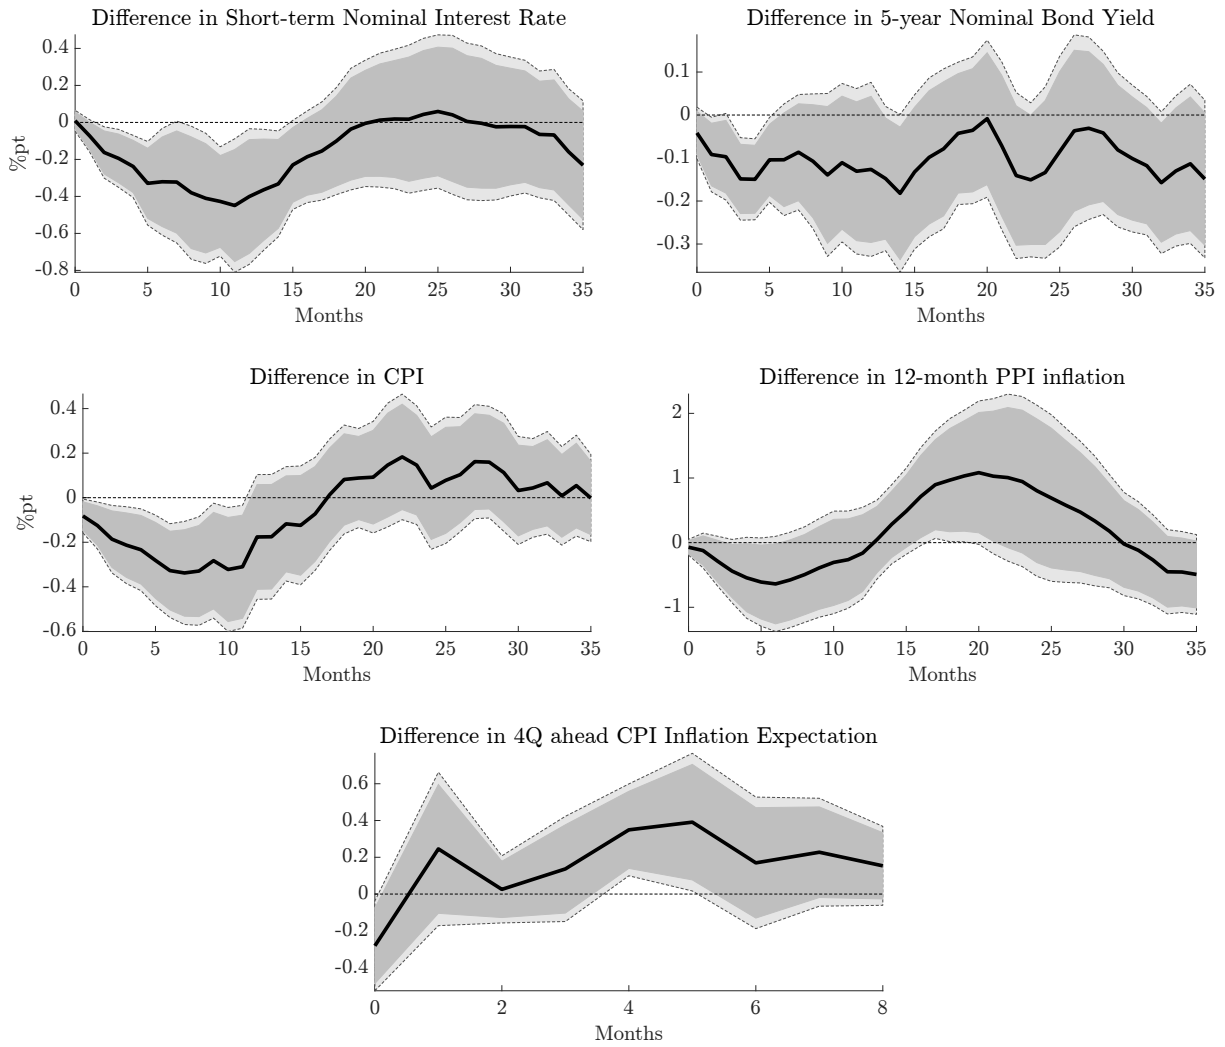 Difference in Short-term Nominal Interest Rate
0.4
0.2
0
-0.2
-0.4
-0.6
-0.8
%pt
0 5 10 15 20 25 30 35
Months
Difference in 5-year Nominal Bond Yield
0.1
0
-0.1
-0.2
-0.3
0 5 10 15 20 25 30 35
Months
Difference in CPI
0.4
0.2
0
-0.2
-0.4
-0.6
%pt
0 5 10 15 20 25 30 35
Months
Difference in 12-month PPI inflation
2
1
0
-1
0 5 10 15 20 25 30 35
Months
Difference in 4Q ahead CPI Inflation Expectation
0.6
0.4
0.2
0
-0.2
-0.4
0 2 4 6 8
Months